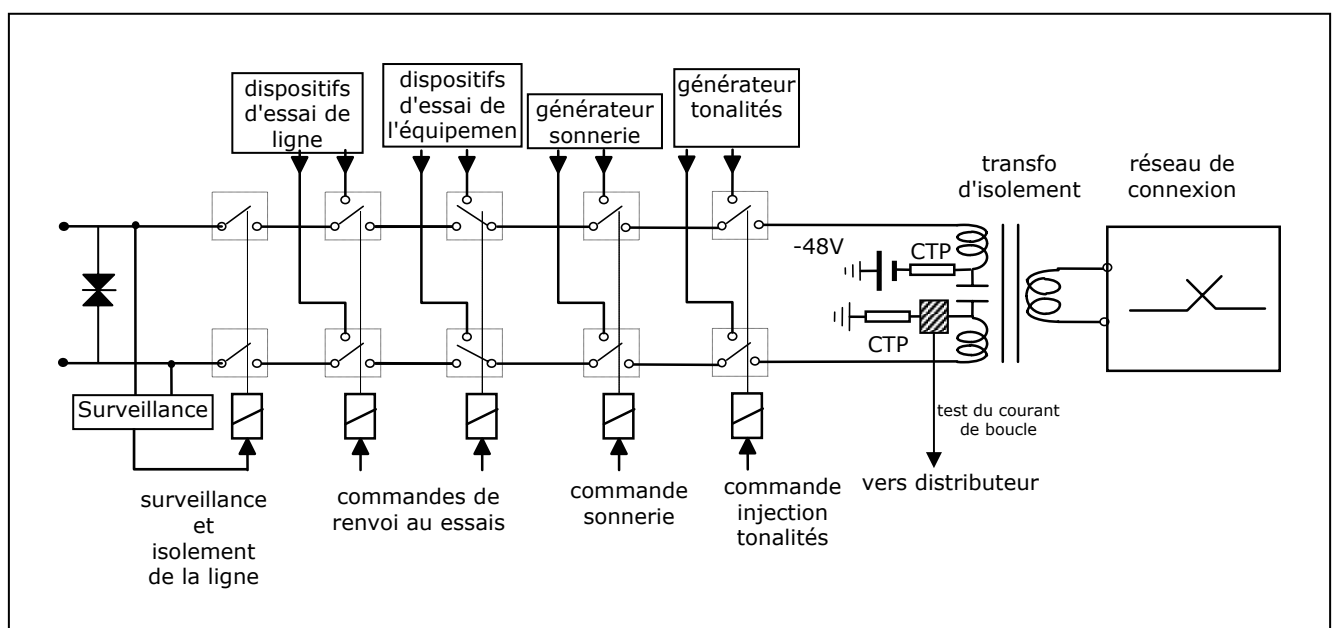 dispositifs
d'essai de
ligne
dispositifs
d'essai de
l'équipemen
générateur
sonnerie
générateur
tonalités
transfo
d'isolement
réseau de
connexion
-48V
CTP
CTP
Surveillance
test du courant
de boucle
vers distributeur
surveillance
et
isolement
de la ligne
commandes de
renvoi au essais
commande
sonnerie
commande
injection
tonalités